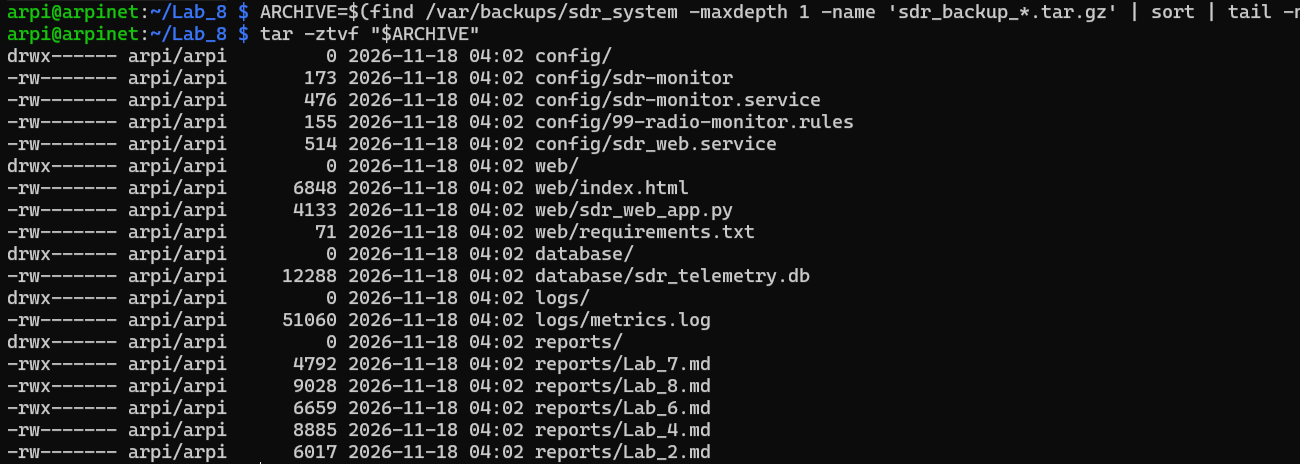 arpi@arpinet:~/Lab_8 $ ARCHIVE=$(find /var/backups/sdr_system -maxdepth 1 -name 'sdr_backup_*.tar.gz' | sort | tail -n
arpi@arpinet:~/Lab_8 $ tar -ztvf "$ARCHIVE"
drwx------ arpi/arpi         0 2026-11-18 04:02 config/
-rw------- arpi/arpi       173 2026-11-18 04:02 config/sdr-monitor
-rw------- arpi/arpi       476 2026-11-18 04:02 config/sdr-monitor.service
-rw------- arpi/arpi       155 2026-11-18 04:02 config/99-radio-monitor.rules
-rw------- arpi/arpi       514 2026-11-18 04:02 config/sdr_web.service
drwx------ arpi/arpi         0 2026-11-18 04:02 web/
-rw------- arpi/arpi      6848 2026-11-18 04:02 web/index.html
-rw------- arpi/arpi      4133 2026-11-18 04:02 web/sdr_web_app.py
-rw------- arpi/arpi        71 2026-11-18 04:02 web/requirements.txt
drwx------ arpi/arpi         0 2026-11-18 04:02 database/
-rw------- arpi/arpi     12288 2026-11-18 04:02 database/sdr_telemetry.db
drwx------ arpi/arpi         0 2026-11-18 04:02 logs/
-rw------- arpi/arpi     51060 2026-11-18 04:02 logs/metrics.log
drwx------ arpi/arpi         0 2026-11-18 04:02 reports/
-rwx------ arpi/arpi      4792 2026-11-18 04:02 reports/Lab_7.md
-rwx------ arpi/arpi      9028 2026-11-18 04:02 reports/Lab_8.md
-rwx------ arpi/arpi      6659 2026-11-18 04:02 reports/Lab_6.md
-rw------- arpi/arpi      8885 2026-11-18 04:02 reports/Lab_4.md
-rw------- arpi/arpi      6017 2026-11-18 04:02 reports/Lab_2.md